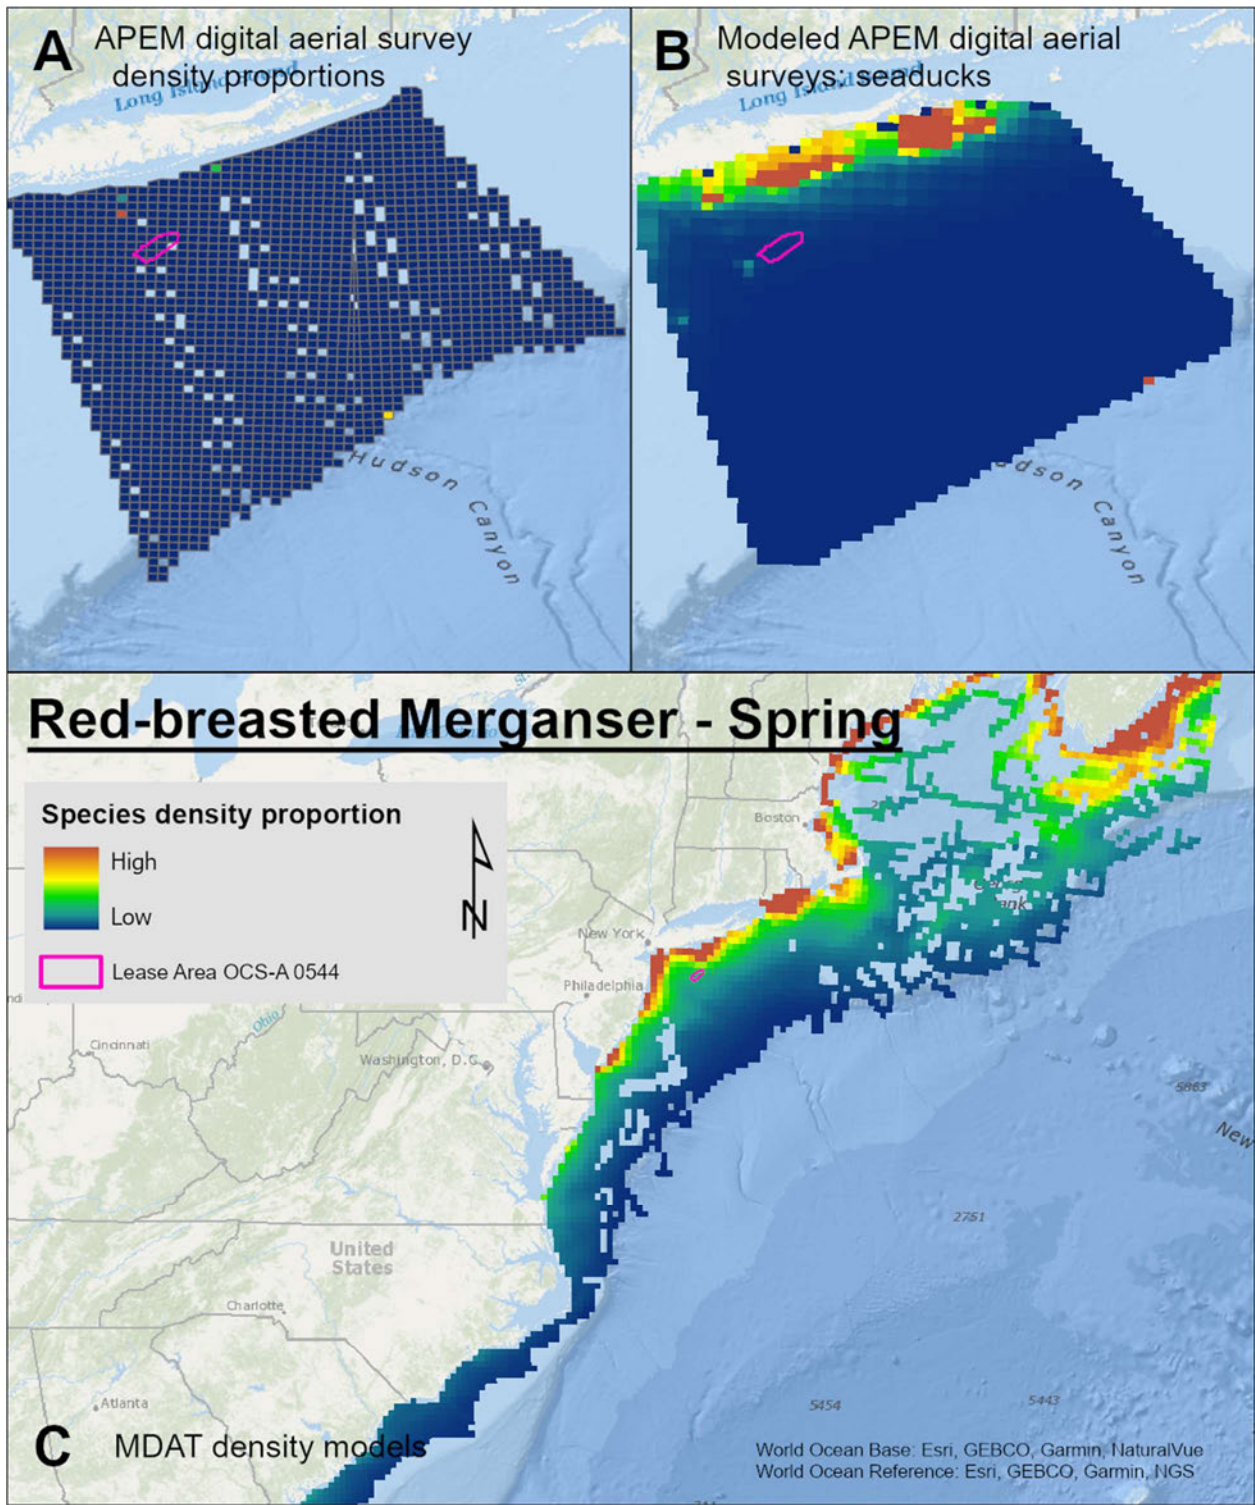 A APEM digital aerial survey
density proportions
Long Island Sound
Hudson Canyon
B Modeled APEM digital aerial
surveys: seaducks
Long Island Sound
dson Canyon
Red-breasted Merganser - Spring
Species density proportion
High
Low
N
Lease Area OCS-A 0544
Boston
New York
Philadelphia
Ohio
Cincinnati
Washington, D.C.
5863
New
2751
United
States
Charlotte
Atlanta
5454
5443
C MDAT density models
World Ocean Base: Esri, GEBCO, Garmin, NaturalVue
World Ocean Reference: Esri, GEBCO, Garmin, NGS